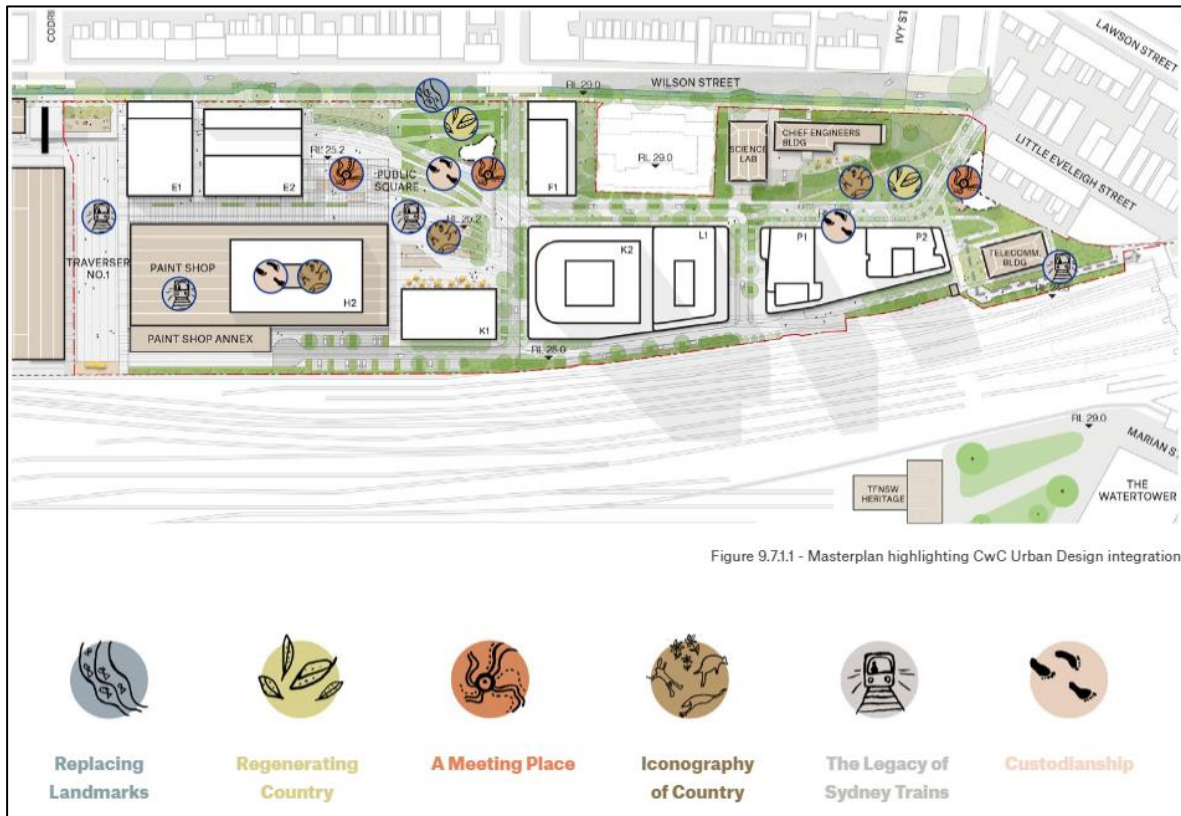 CODRI
IVY ST
LAWSON STREET
WILSON STREET
RL 29.0
LITTLE EVELEIGH STREET
E1
E2
RL 25.2
PUBLIC
SQUARE
F1
RL 29.0
SCIENCE
LAB
CHIEF ENGINEERS
BLDG
TRAVERSER
NO.1
PAINT SHOP
H2
PAINT SHOP ANNEX
K1
K2
L1
P1
P2
TELECOMM.
BLDG
RL 25.0
RL 29.0
MARIAN ST
TFNSW
HERITAGE
THE
WATERTOWER
Figure 9.7.1.1 - Masterplan highlighting CwC Urban Design integration
Replacing
Landmarks
Regenerating
Country
A Meeting Place
Iconography
of Country
The Legacy of
Sydney Trains
Custodianship